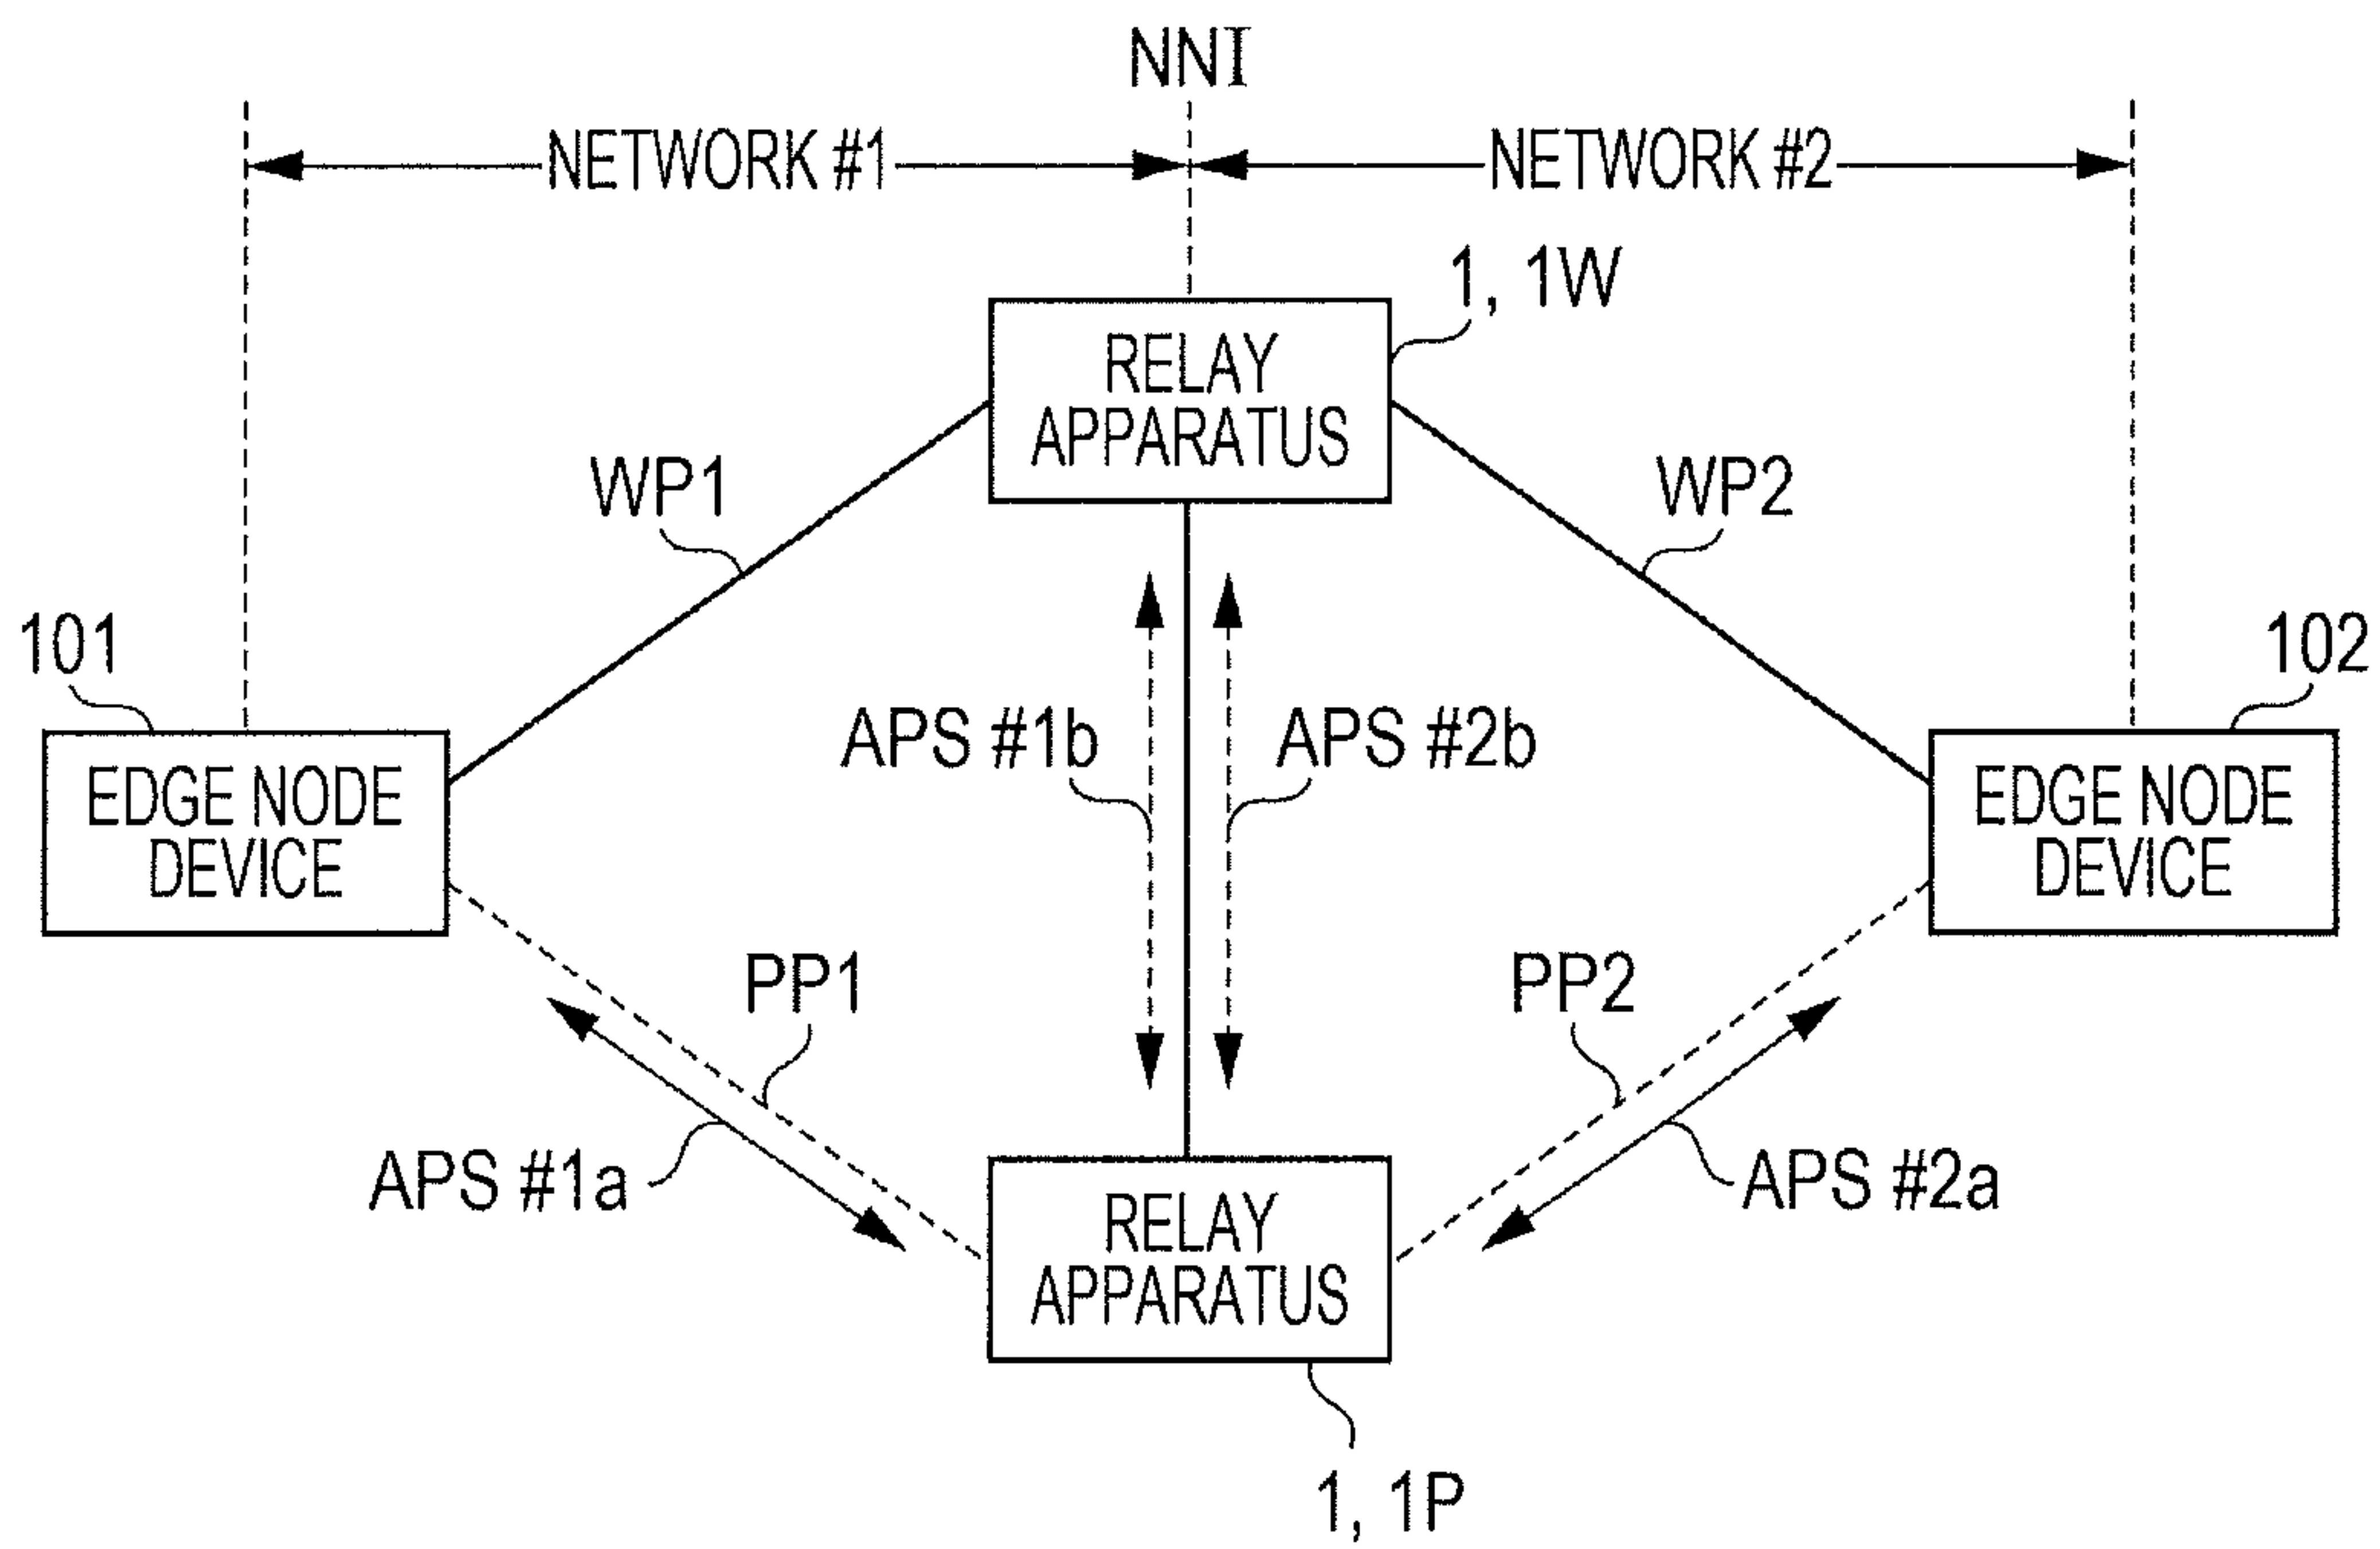 NNI
NETWORK #1
NETWORK #2
1, 1W
RELAY
APPARATUS
WP1
WP2
101
102
APS #1b
APS #2b
EDGE NODE
DEVICE
EDGE NODE
DEVICE
PP1
PP2
APS #1a
APS #2a
RELAY
APPARATUS
1, 1P